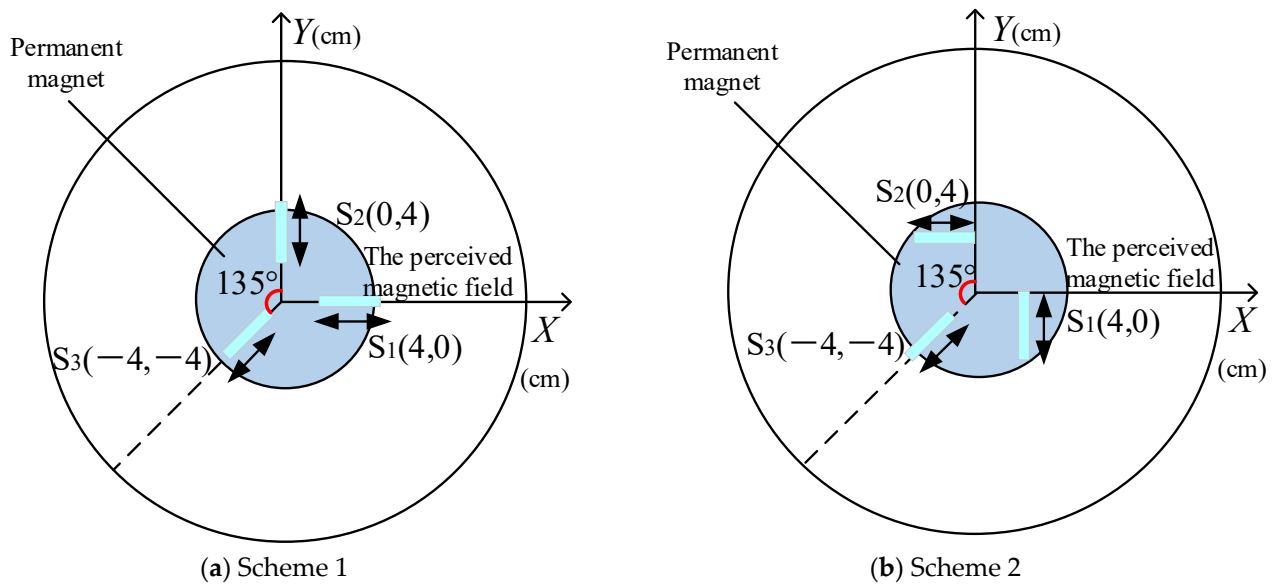 Permanent
magnet
Y(cm)
S2(0,4)
The perceived
magnetic field
135°
X
S3(−4,−4)
S1(4,0)
(cm)
(a) Scheme 1
Permanent
magnet
Y(cm)
S2(0,4)
The perceived
magnetic field
135°
S1(4,0)
X
S3(−4,−4)
(cm)
(b) Scheme 2